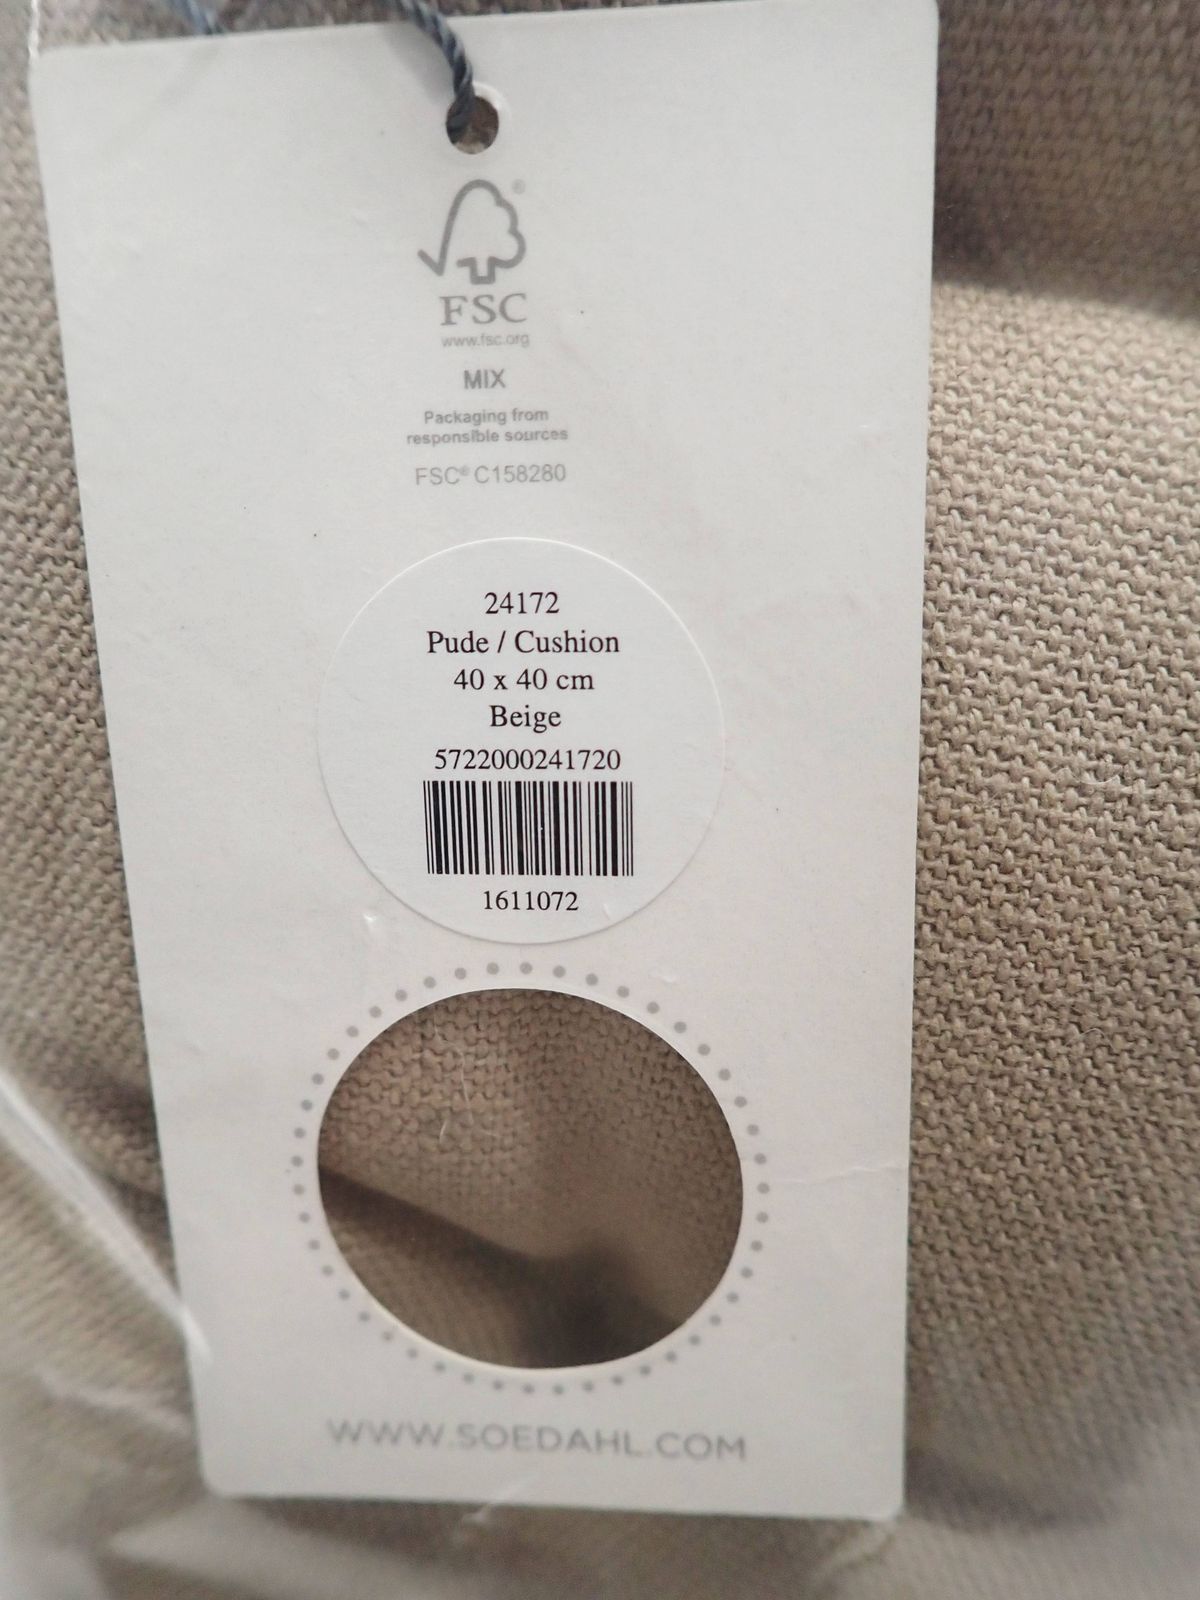 ®
FSC
www.fsc.org
MIX
Packaging from
responsible sources
FSC® C158280
24172
Pude / Cushion
40 x 40 cm
Beige
5722000241720
1611072
WWW.SOEDAHL.COM